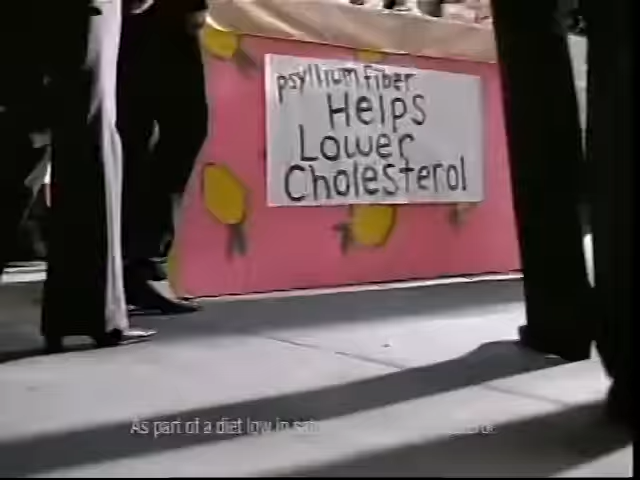 psyllium fiber
Helps
Lower
Cholesterol
As part of a diet low in